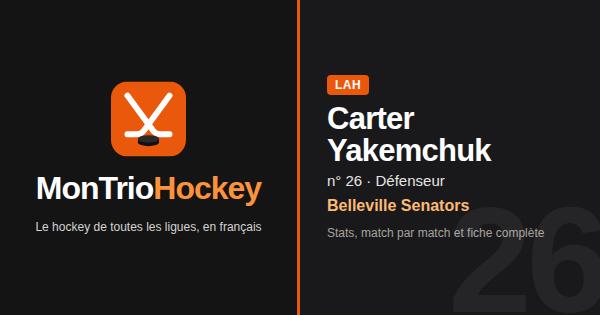 MonTrioHockey
Le hockey de toutes les ligues, en français
LAH
Carter
Yakemchuk
n° 26 · Défenseur
Belleville Senators
Stats, match par match et fiche complète
26